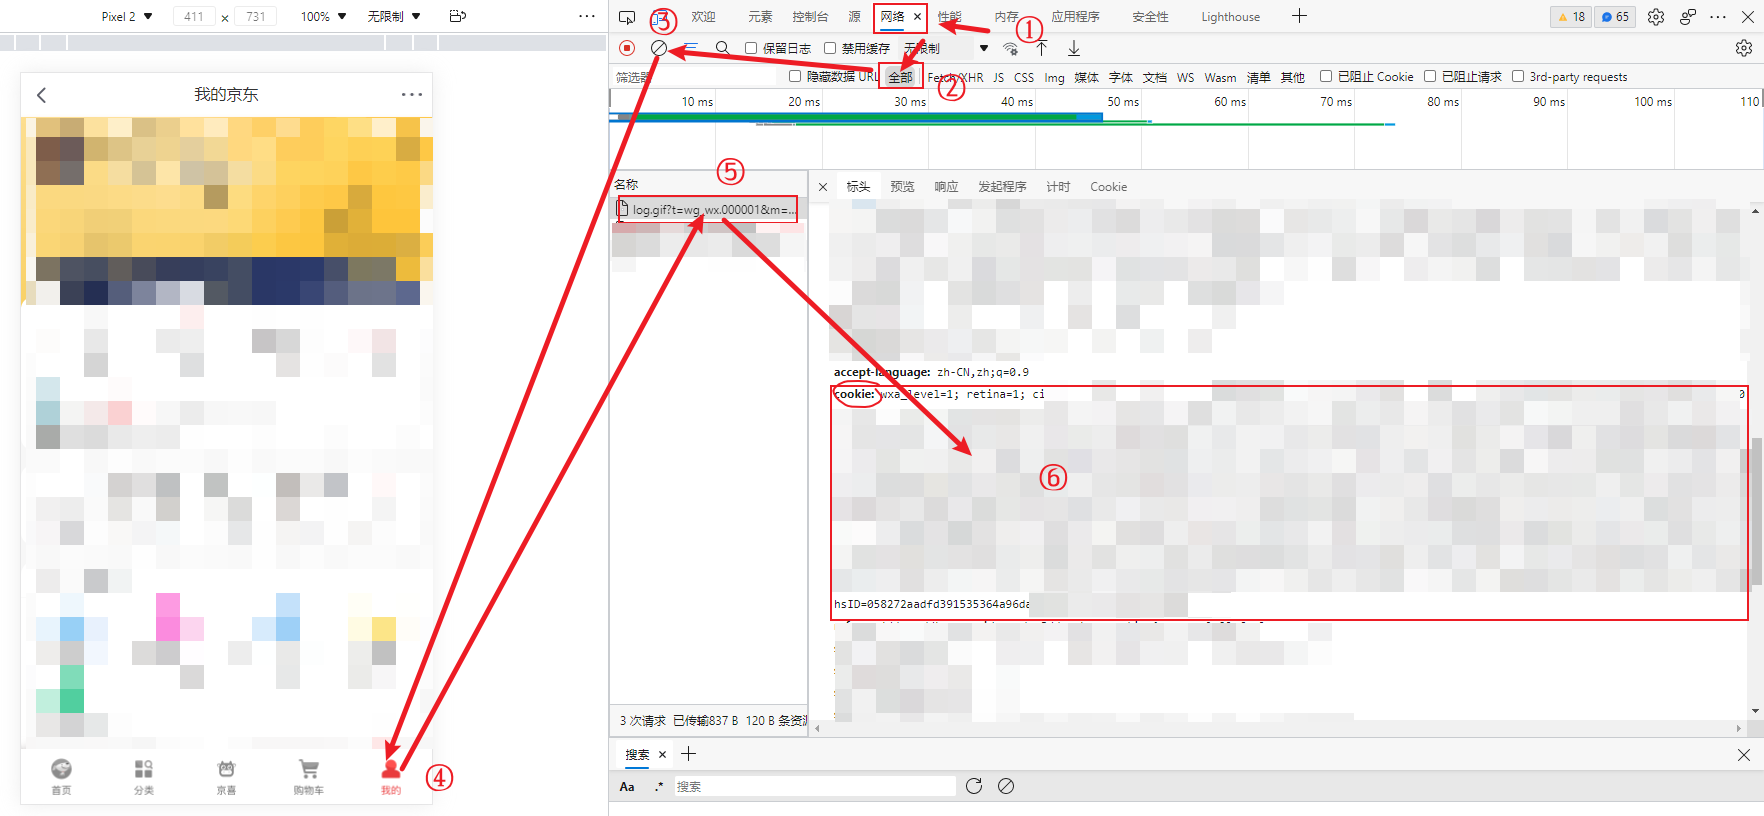 Pixel 2 ▼ 411 × 731 100% ▼ 无限制 ▼ ···
欢迎 元素 控制台 源 网络 × 性能 内存 应用程序 安全性 Lighthouse + 18 65
① ③
保留日志 禁用缓存 无限制 ▼
筛选器 隐藏数据 URL 全部 Fetch/XHR JS CSS Img 媒体 字体 文档 WS Wasm 清单 其他 已阻止 Cookie 已阻止请求 3rd-party requests
②
10 ms 20 ms 30 ms 40 ms 50 ms 60 ms 70 ms 80 ms 90 ms 100 ms 110
我的京东 ···
⑤
名称
× 标头 预览 响应 发起程序 计时 Cookie
log.gif?t=wg_wx.000001&m=...
accept-language: zh-CN,zh;q=0.9
cookie: wxa_level=1; retina=1; ci
0
⑥
hsID=058272aadfd391535364a96da
3 次请求 已传输837 B 120 B 条资源
搜索 × +
Aa .* 搜索
首页 分类 京喜 购物车 我的 ④